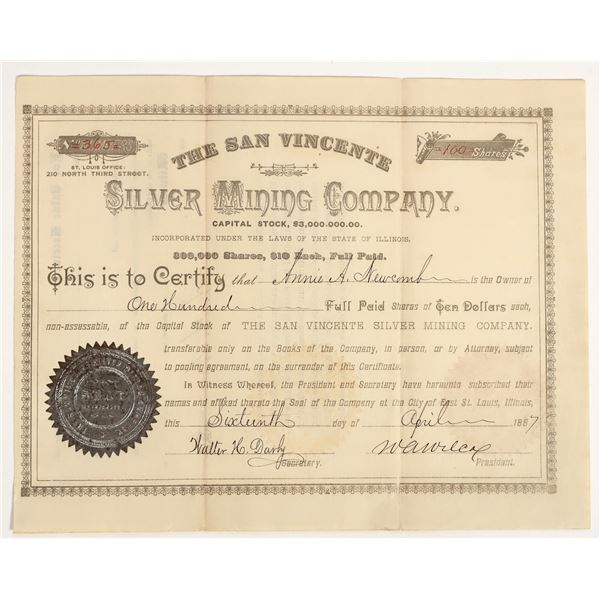 No. 365
ST. LOUIS OFFICE:
210 NORTH THIRD STREET.
100 Shares
THE SAN VINCENTE
SILVER MINING COMPANY.
CAPITAL STOCK, $3,000.000.00.
INCORPORATED UNDER THE LAWS OF THE STATE OF ILLINOIS.
300,000 Shares, $10 Each, Full Paid.
This is to Certify that Annie A. Newcomb is the Owner of
One Hundred Full Paid Shares of Ten Dollars each,
non-assessable, of the Capital Stock of THE SAN VINCENTE SILVER MINING COMPANY.
transferable only on the Books of the Company, in person, or by Attorney, subject
to pooling agreement, on the surrender of this Certificate.
In Witness Whereof, the President and Secretary have hereunto subscribed their
names and affixed thereto the Seal of the Company at the City of East St. Louis, Illinois,
this Sixteenth day of April 1887
Walter H. Darby W A Wilcox
Secretary. President.